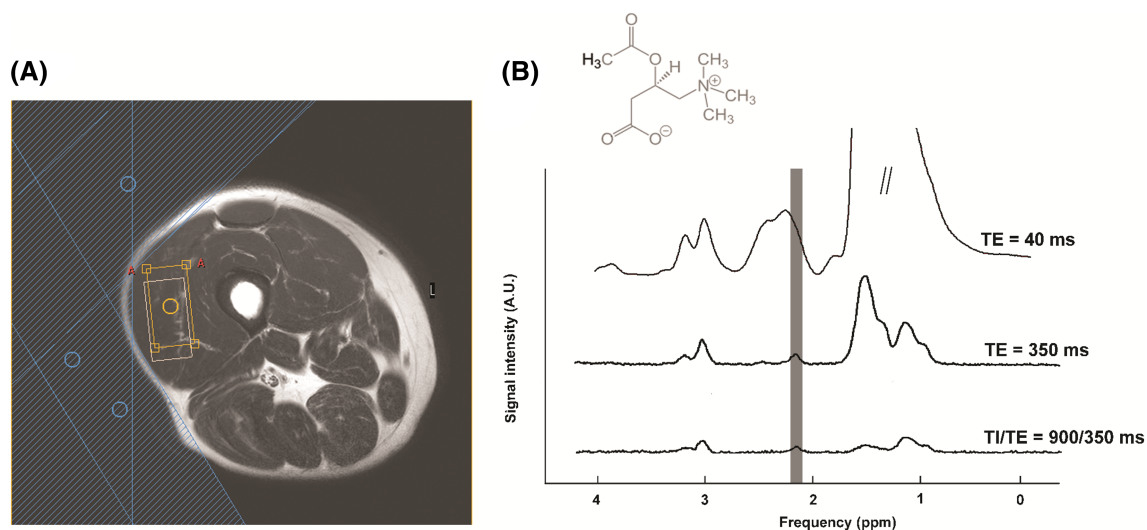 (A)
A
A
1
(B)
O
H₃C
O
H
CH₃
N⊕
CH₃
CH₃
O
O⊖
Signal intensity (A.U.)
TE = 40 ms
TE = 350 ms
TI/TE = 900/350 ms
4
3
2
1
0
Frequency (ppm)